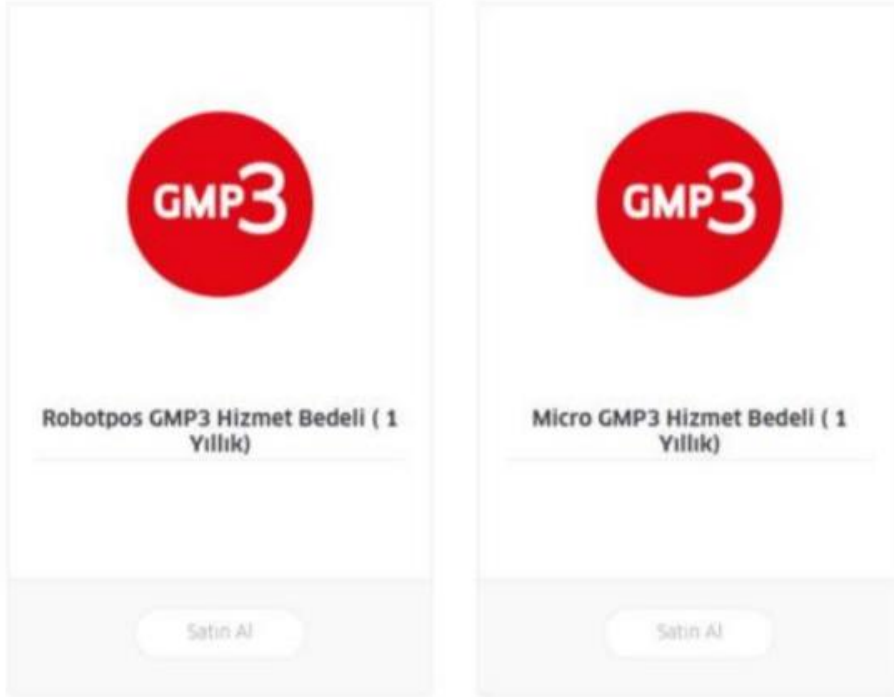 GMP3
Robotpos GMP3 Hizmet Bedeli ( 1
Yıllık)
Satın Al
GMP3
Micro GMP3 Hizmet Bedeli ( 1
Yıllık)
Satın Al